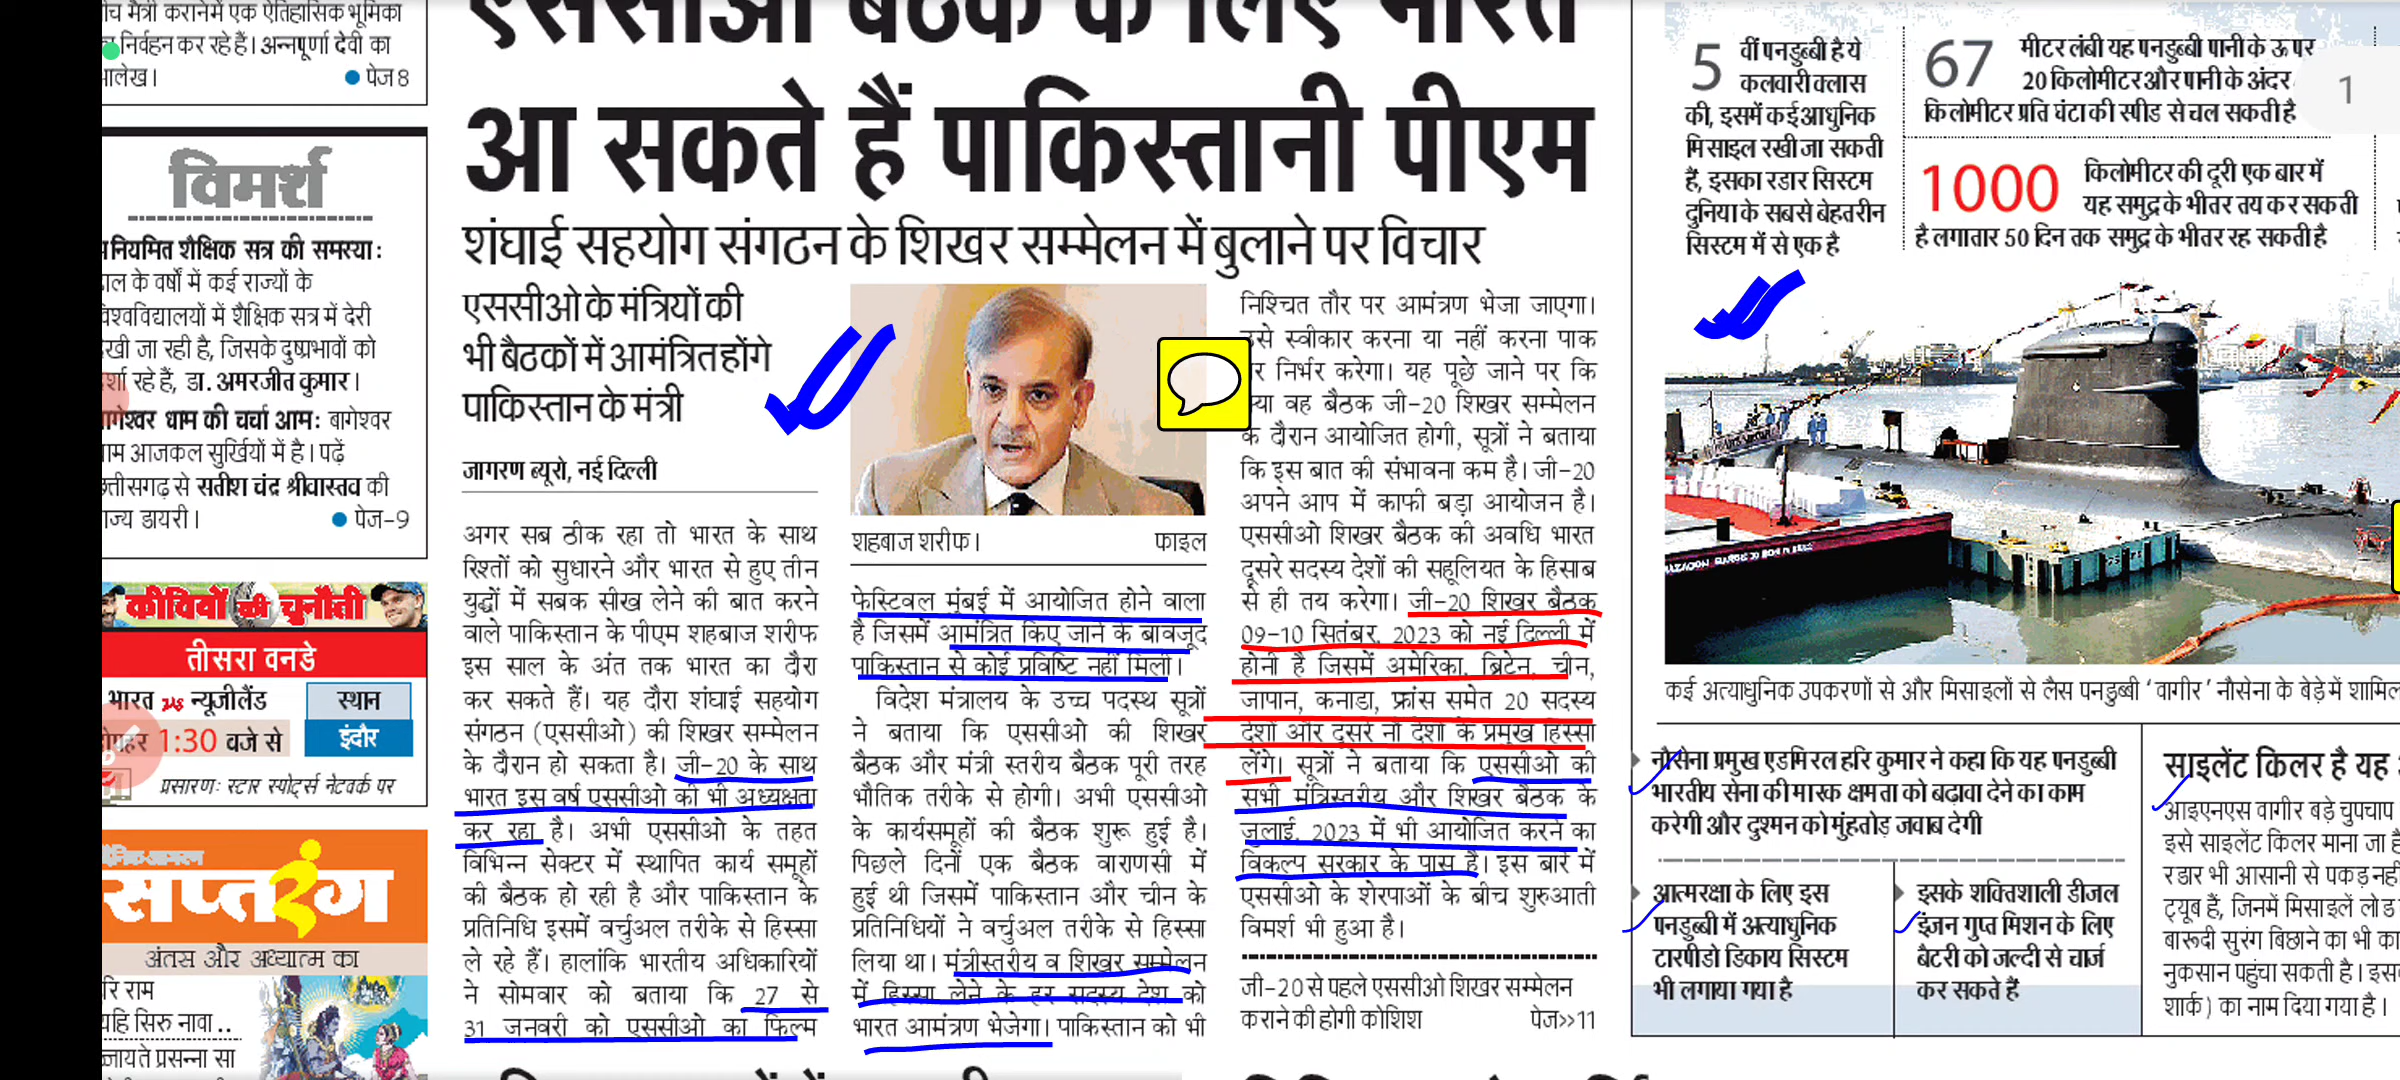 च मैत्री कराने में एक ऐतिहासिक भूमिका
निर्वहन कर रहे हैं। अन्नपूर्णा देवी का
आलेख।
पेज 8
विमर्श
अनियमित शैक्षिक सत्र की समस्या:
हाल के वर्षों में कई राज्यों के
विश्वविद्यालयों में शैक्षिक सत्र में देरी
देखी जा रही है, जिसके दुष्प्रभावों को
दर्शा रहे हैं, डा. अमरजीत कुमार।
बागेश्वर धाम की चर्चा आम: बागेश्वर
धाम आजकल सुर्खियों में है। पढ़ें
छत्तीसगढ़ से सतीश चंद्र श्रीवास्तव की
राज्य डायरी।
पेज-9
कीवियों की चुनौती
तीसरा वनडे
भारत vs न्यूजीलैंड
दोपहर 1:30 बजे से
स्थान
इंदौर
प्रसारण: स्टार स्पोर्ट्स नेटवर्क पर
दैनिक जागरण
सप्तरंग
अंतस और अध्यात्म का
रि राम
यहि सिरु नावा..
जायते प्रसन्ना सा
एससीओ बैठक के लिए भारत
आ सकते हैं पाकिस्तानी पीएम
शंघाई सहयोग संगठन के शिखर सम्मेलन में बुलाने पर विचार
एससीओ के मंत्रियों की
भी बैठकों में आमंत्रित होंगे
पाकिस्तान के मंत्री
जागरण ब्यूरो, नई दिल्ली
अगर सब ठीक रहा तो भारत के साथ
रिश्तों को सुधारने और भारत से हुए तीन
युद्धों में सबक सीख लेने की बात करने
वाले पाकिस्तान के पीएम शहबाज शरीफ
इस साल के अंत तक भारत का दौरा
कर सकते हैं। यह दौरा शंघाई सहयोग
संगठन (एससीओ) की शिखर सम्मेलन
के दौरान हो सकता है। जी-20 के साथ
भारत इस वर्ष एससीओ की भी अध्यक्षता
कर रहा है। अभी एससीओ के तहत
विभिन्न सेक्टर में स्थापित कार्य समूहों
की बैठक हो रही है और पाकिस्तान के
प्रतिनिधि इसमें वर्चुअल तरीके से हिस्सा
ले रहे हैं। हालांकि भारतीय अधिकारियों
ने सोमवार को बताया कि 27 से
31 जनवरी को एससीओ का फिल्म
शहबाज शरीफ।
फाइल
फेस्टिवल मुंबई में आयोजित होने वाला
है जिसमें आमंत्रित किए जाने के बावजूद
पाकिस्तान से कोई प्रविष्टि नहीं मिली।
विदेश मंत्रालय के उच्च पदस्थ सूत्रों
ने बताया कि एससीओ की शिखर
बैठक और मंत्री स्तरीय बैठक पूरी तरह
भौतिक तरीके से होगी। अभी एससीओ
के कार्यसमूहों की बैठक शुरू हुई है।
पिछले दिनों एक बैठक वाराणसी में
हुई थी जिसमें पाकिस्तान और चीन के
प्रतिनिधियों ने वर्चुअल तरीके से हिस्सा
लिया था। मंत्रीस्तरीय व शिखर सम्मेलन
में हिस्सा लेने के हर सदस्य देश को
भारत आमंत्रण भेजेगा। पाकिस्तान को भी
निश्चित तौर पर आमंत्रण भेजा जाएगा।
उसे स्वीकार करना या नहीं करना पाक
पर निर्भर करेगा। यह पूछे जाने पर कि
क्या वह बैठक जी-20 शिखर सम्मेलन
के दौरान आयोजित होगी, सूत्रों ने बताया
कि इस बात की संभावना कम है। जी-20
अपने आप में काफी बड़ा आयोजन है।
एससीओ शिखर बैठक की अवधि भारत
दूसरे सदस्य देशों की सहूलियत के हिसाब
से ही तय करेगा। जी-20 शिखर बैठक
09-10 सितंबर, 2023 को नई दिल्ली में
होनी है जिसमें अमेरिका, ब्रिटेन, चीन,
जापान, कनाडा, फ्रांस समेत 20 सदस्य
देशों और दूसरे नौ देशों के प्रमुख हिस्सा
लेंगे। सूत्रों ने बताया कि एससीओ की
सभी मंत्रिस्तरीय और शिखर बैठक के
जुलाई, 2023 में भी आयोजित करने का
विकल्प सरकार के पास है। इस बारे में
एससीओ के शेरपाओं के बीच शुरुआती
विमर्श भी हुआ है।
जी-20 से पहले एससीओ शिखर सम्मेलन
कराने की होगी कोशिश
पेज>>11
5 वीं पनडुब्बी है ये
कलवारी क्लास
की, इसमें कई आधुनिक
मिसाइल रखी जा सकती
हैं, इसका रडार सिस्टम
दुनिया के सबसे बेहतरीन
सिस्टम में से एक है
67 मीटर लंबी यह पनडुब्बी पानी के ऊपर
20 किलोमीटर और पानी के अंदर
किलोमीटर प्रति घंटा की स्पीड से चल सकती है
1000 किलोमीटर की दूरी एक बार में
यह समुद्र के भीतर तय कर सकती
है लगातार 50 दिन तक समुद्र के भीतर रह सकती है
1
कई अत्याधुनिक उपकरणों से और मिसाइलों से लैस पनडुब्बी 'वागीर' नौसेना के बेड़े में शामिल
नौसेना प्रमुख एडमिरल हरि कुमार ने कहा कि यह पनडुब्बी
भारतीय सेना की मारक क्षमता को बढ़ावा देने का काम
करेगी और दुश्मन को मुंहतोड़ जवाब देगी
आत्मरक्षा के लिए इस
पनडुब्बी में अत्याधुनिक
टारपीडो डिकाय सिस्टम
भी लगाया गया है
इसके शक्तिशाली डीजल
इंजन गुप्त मिशन के लिए
बैटरी को जल्दी से चार्ज
कर सकते हैं
साइलेंट किलर है यह
आइएनएस वागीर बड़े चुपचाप
इसे साइलेंट किलर माना जा है
रडार भी आसानी से पकड़ नहीं
ट्यूब हैं, जिनमें मिसाइलें लोड
बारूदी सुरंग बिछाने का भी का
नुकसान पहुंचा सकती है। इस
शार्क) का नाम दिया गया है।